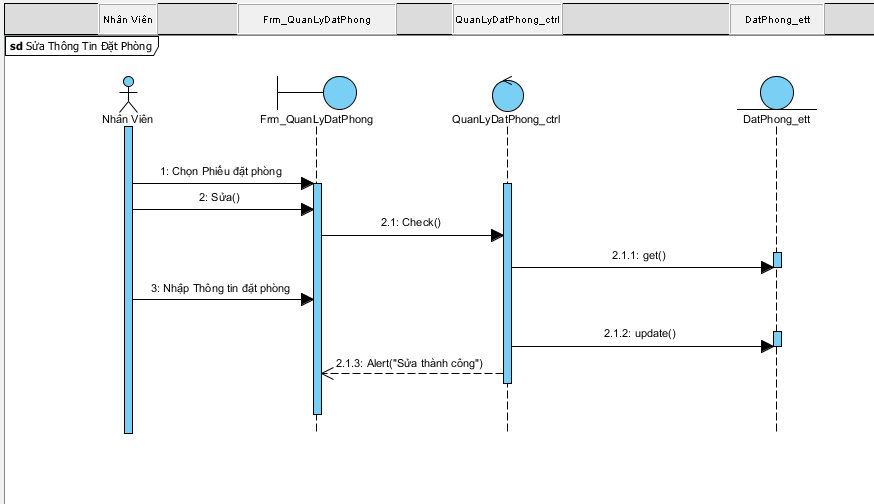 Nhân Viên
Frm_QuanLyDatPhong
QuanLyDatPhong_ctrl
DatPhong_ett
sd Sửa Thông Tin Đặt Phòng
Nhân Viên
Frm_QuanLyDatPhong
QuanLyDatPhong_ctrl
DatPhong_ett
1: Chọn Phiếu đặt phòng
2: Sửa()
2.1: Check()
2.1.1: get()
3: Nhập Thông tin đặt phòng
2.1.2: update()
2.1.3: Alert("Sửa thành công")